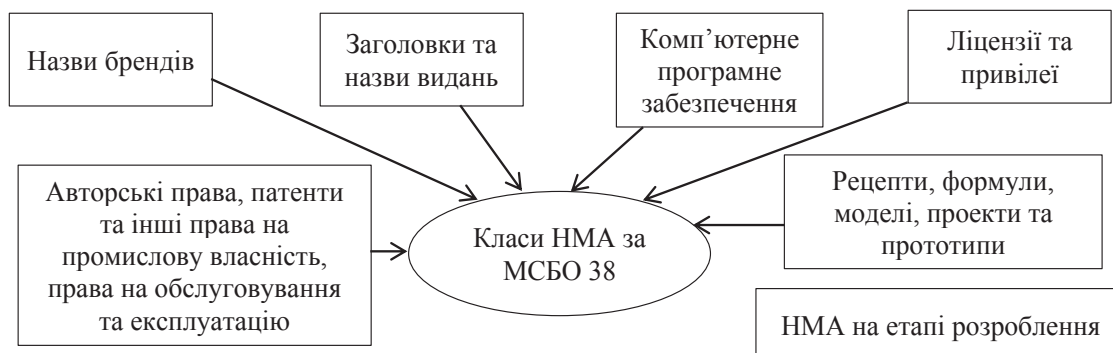 Назви брендів
Заголовки та
назви видань
Комп’ютерне
програмне
забезпечення
Ліцензії та
привілеї
Авторські права, патенти
та інші права на
промислову власність,
права на обслуговування
та експлуатацію
Класи НМА за
МСБО 38
Рецепти, формули,
моделі, проекти та
прототипи
НМА на етапі розроблення